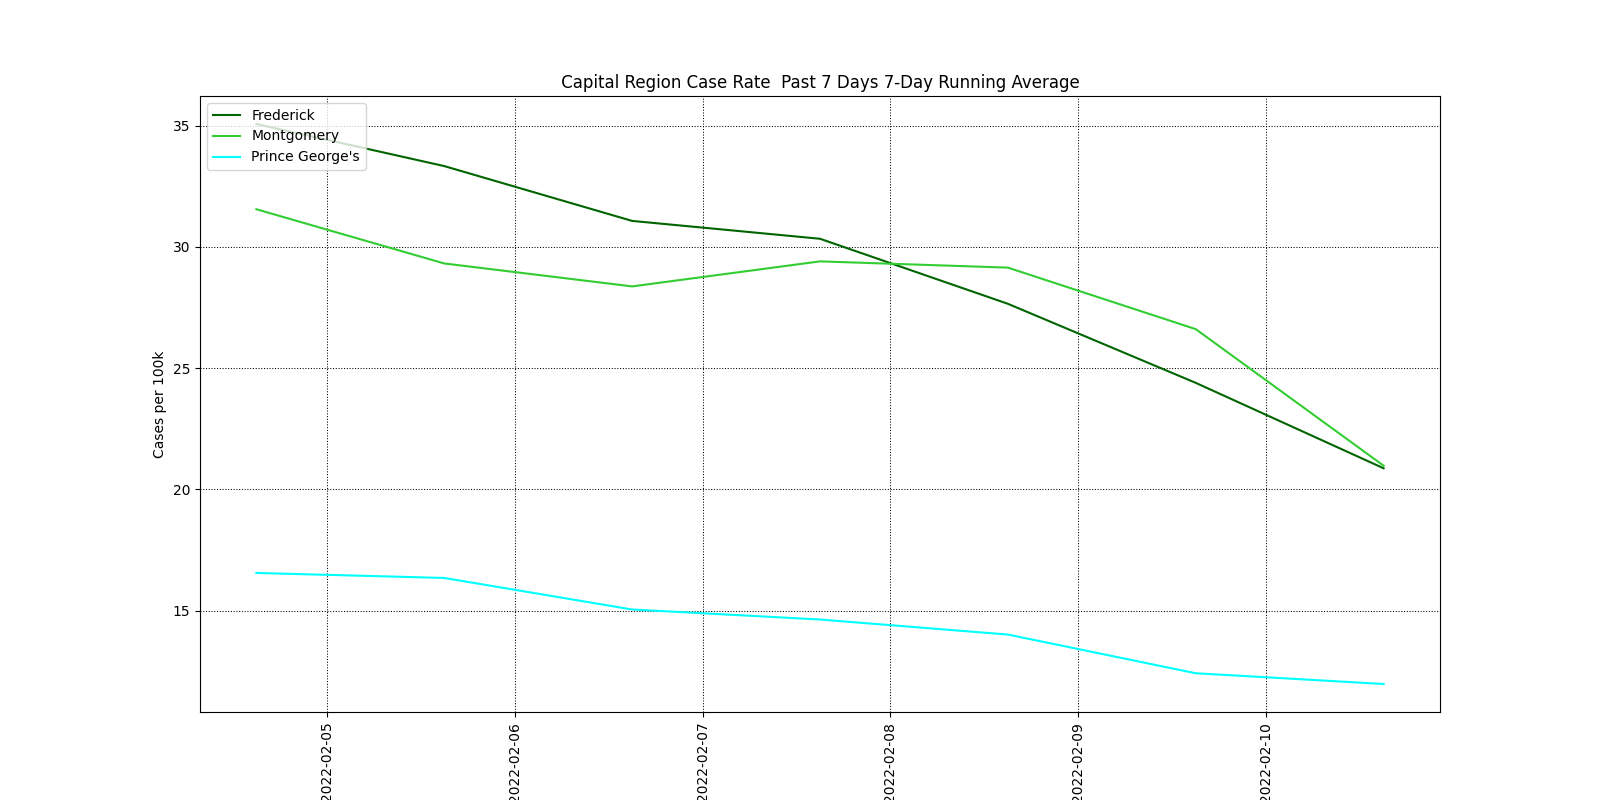 Capital Region Case Rate  Past 7 Days 7-Day Running Average
Frederick
Montgomery
Prince George's
Cases per 100k
35
30
25
20
15
2022-02-05
2022-02-06
2022-02-07
2022-02-08
2022-02-09
2022-02-10